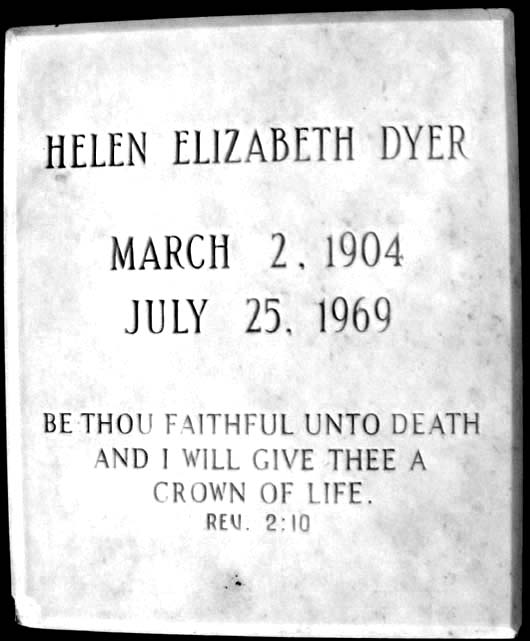 HELEN ELIZABETH DYER
MARCH 2, 1904
JULY 25, 1969
BE THOU FAITHFUL UNTO DEATH
AND I WILL GIVE THEE A
CROWN OF LIFE.
REV. 2:10